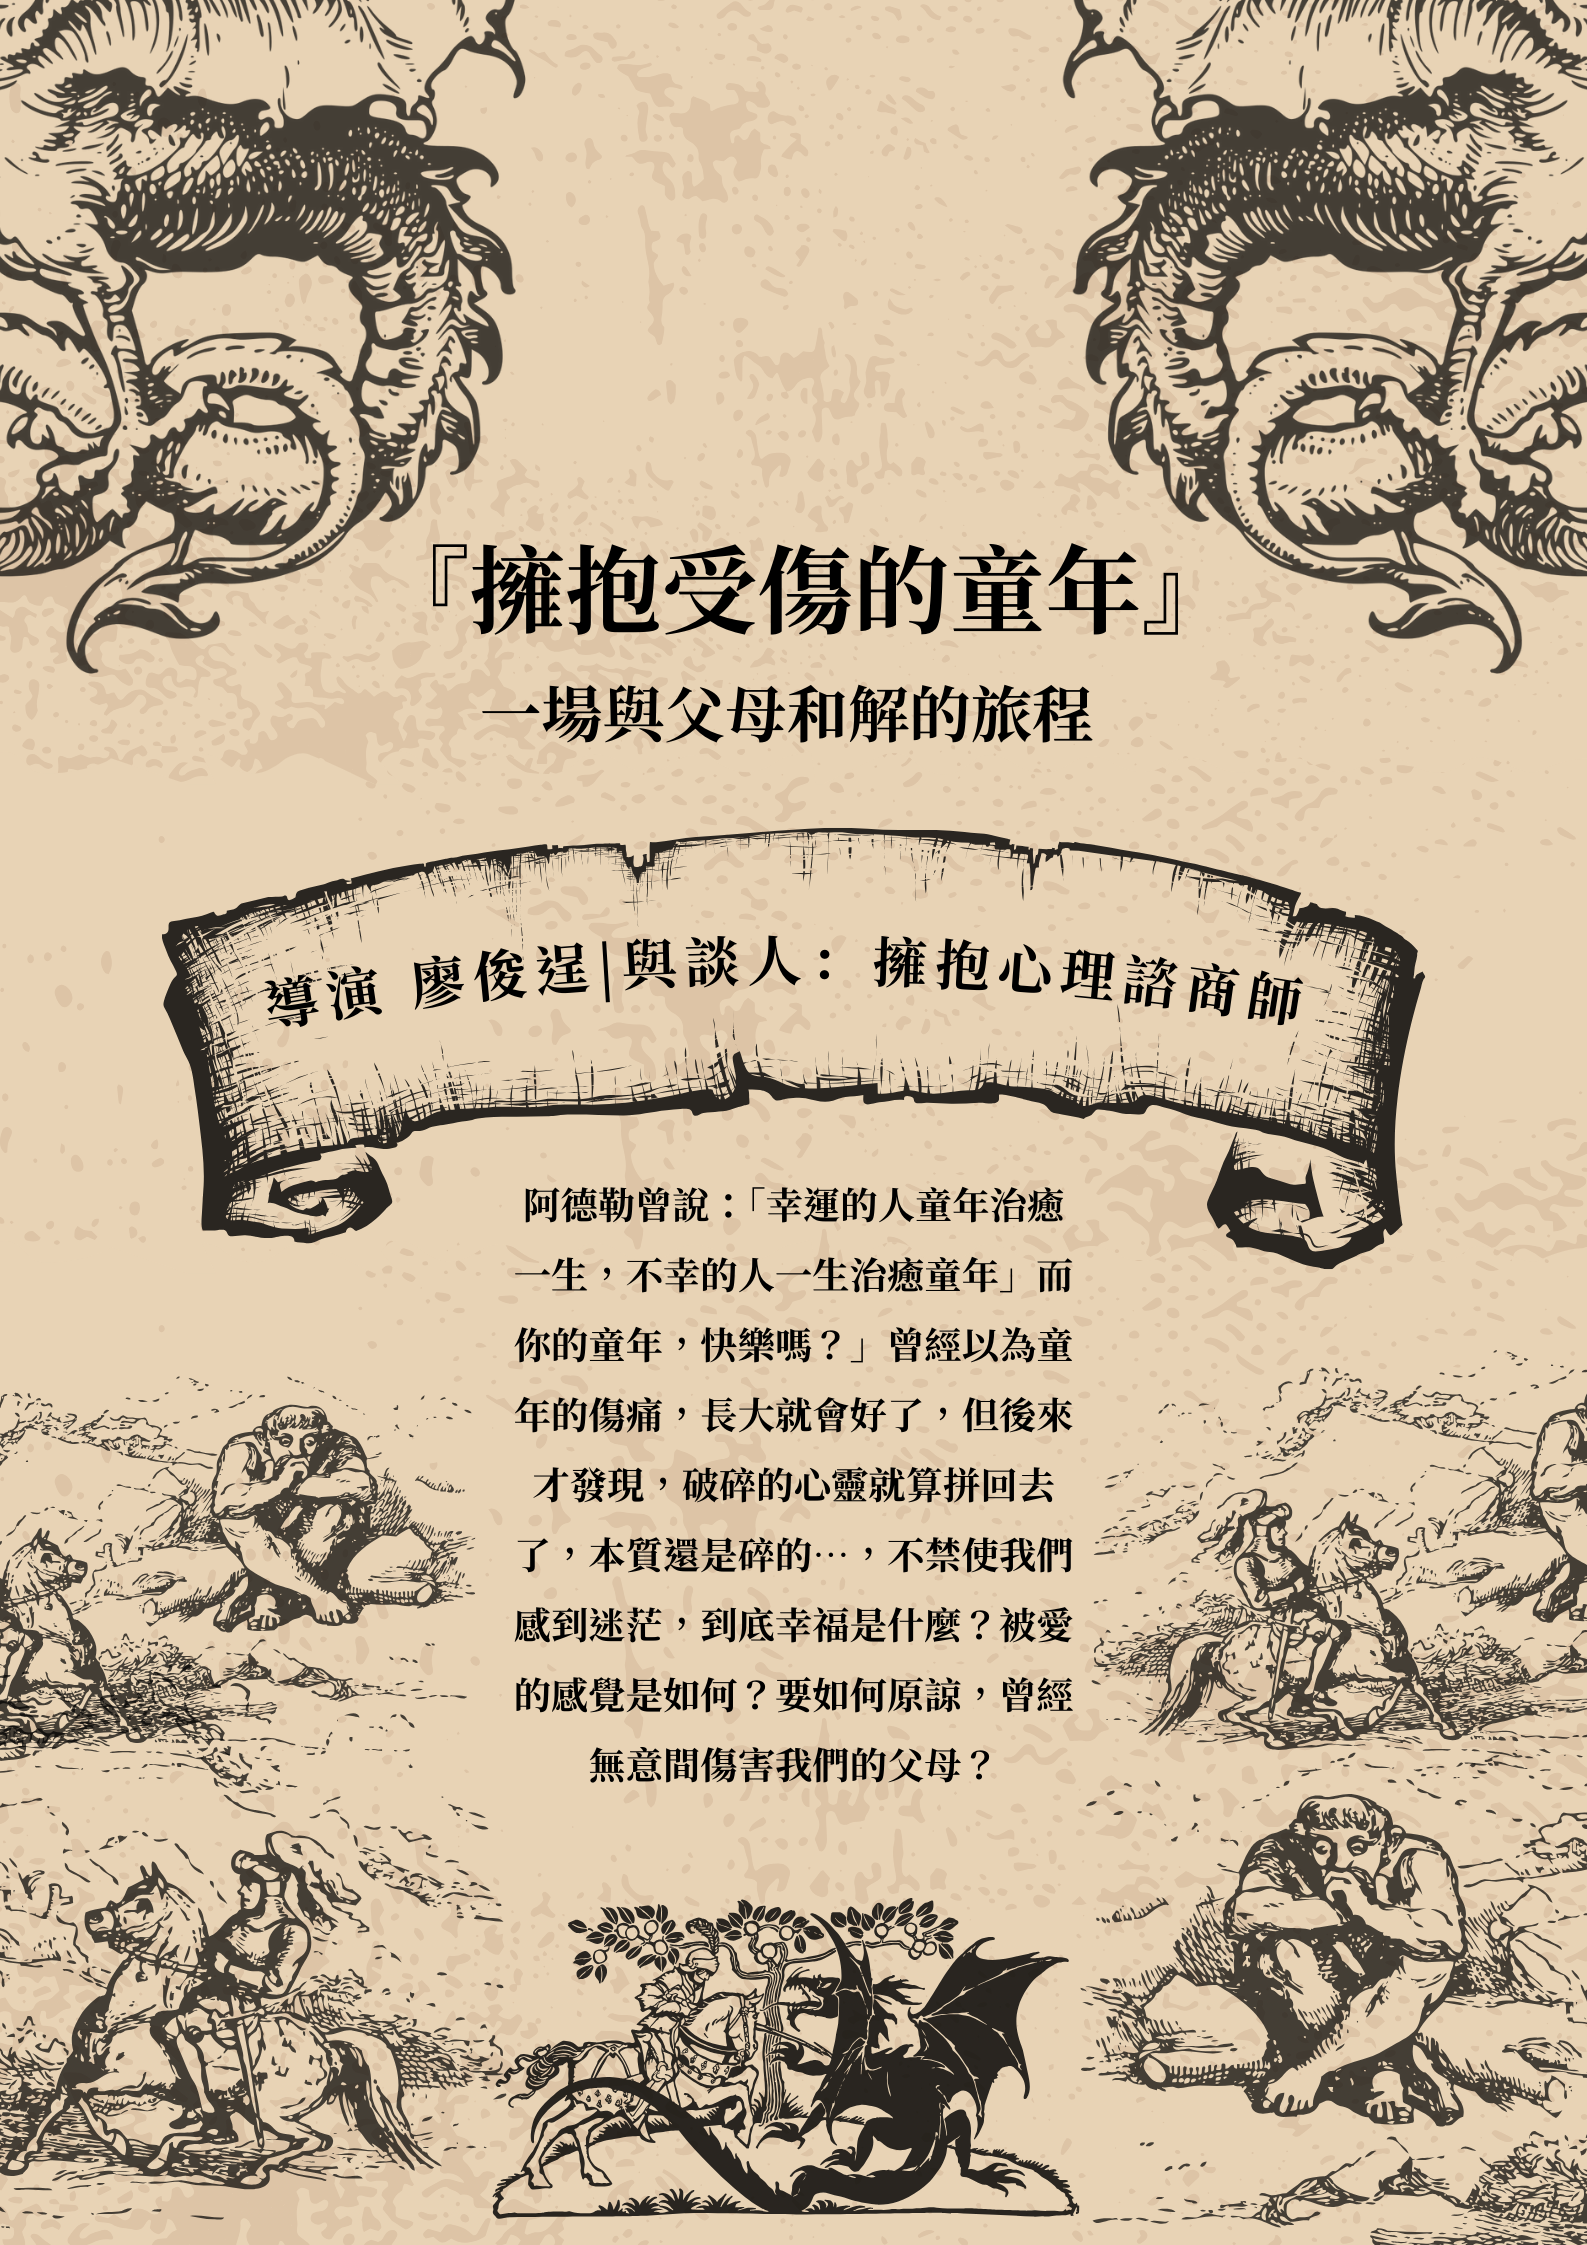 『擁抱受傷的童年』
一場與父母和解的旅程
導演 廖俊逞|與談人： 擁抱心理諮商師
阿德勒曾說：「幸運的人童年治癒
一生，不幸的人一生治癒童年」而
你的童年，快樂嗎？」曾經以為童
年的傷痛，長大就會好了，但後來
才發現，破碎的心靈就算拼回去
了，本質還是碎的…，不禁使我們
感到迷茫，到底幸福是什麼？被愛
的感覺是如何？要如何原諒，曾經
無意間傷害我們的父母？